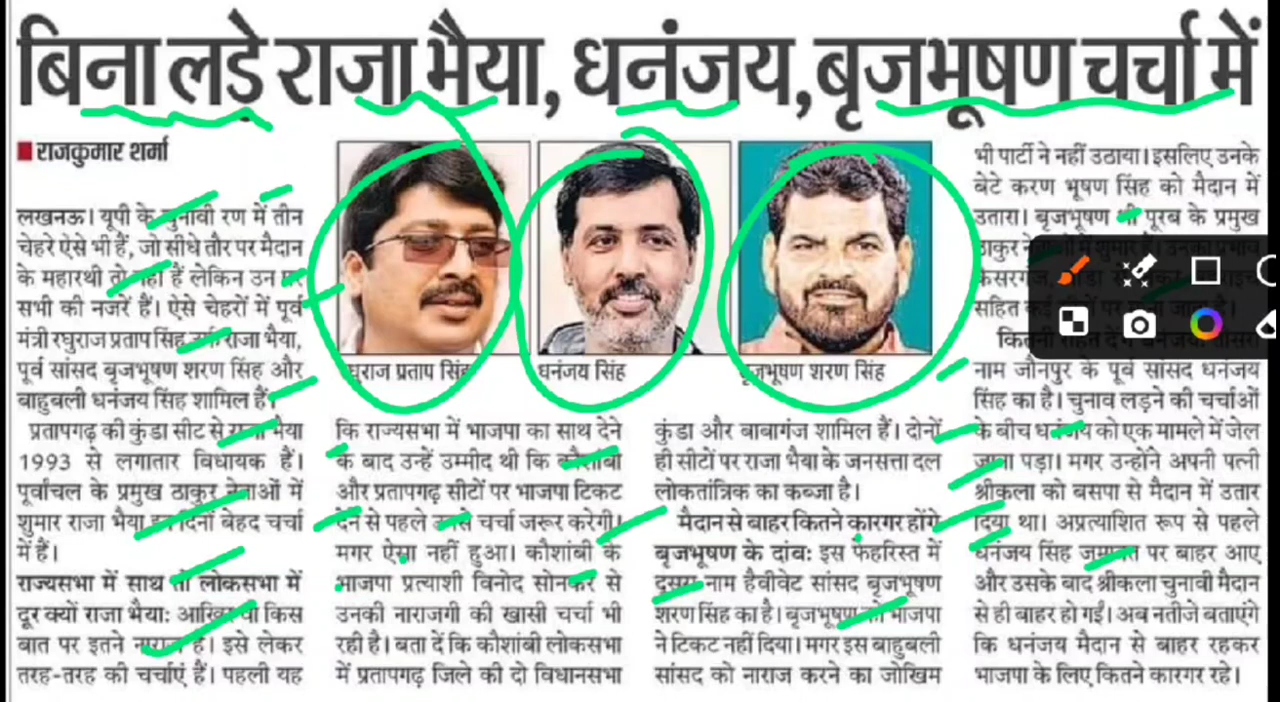 बिना लड़े राजा भैया, धनंजय, बृजभूषण चर्चा में
राजकुमार शर्मा
लखनऊ। यूपी के चुनावी रण में तीन
चेहरे ऐसे भी हैं, जो सीधे तौर पर मैदान
के महारथी तो नहीं हैं लेकिन उन पर
सभी की नजरें हैं। ऐसे चेहरों में पूर्व
मंत्री रघुराज प्रताप सिंह उर्फ राजा भैया,
पूर्व सांसद बृजभूषण शरण सिंह और
बाहुबली धनंजय सिंह शामिल हैं।
प्रतापगढ़ की कुंडा सीट से राजा भैया
1993 से लगातार विधायक हैं।
पूर्वांचल के प्रमुख ठाकुर नेताओं में
शुमार राजा भैया इन दिनों बेहद चर्चा
में हैं।
राज्यसभा में साथ तो लोकसभा में
दूर क्यों राजा भैया: आखिर वो किस
बात पर इतने नाराज हैं। इसे लेकर
तरह-तरह की चर्चाएं हैं। पहली यह
रघुराज प्रताप सिंह
धनंजय सिंह
बृजभूषण शरण सिंह
कि राज्यसभा में भाजपा का साथ देने
के बाद उन्हें उम्मीद थी कि कौशांबी
और प्रतापगढ़ सीटों पर भाजपा टिकट
देने से पहले उनसे चर्चा जरूर करेगी।
मगर ऐसा नहीं हुआ। कौशांबी के
भाजपा प्रत्याशी विनोद सोनकर से
उनकी नाराजगी की खासी चर्चा भी
रही है। बता दें कि कौशांबी लोकसभा
में प्रतापगढ़ जिले की दो विधानसभा
कुंडा और बाबागंज शामिल हैं। दोनों
ही सीटों पर राजा भैया के जनसत्ता दल
लोकतांत्रिक का कब्जा है।
मैदान से बाहर कितने कारगर होंगे
बृजभूषण के दांव: इस फेहरिस्त में
दूसरा नाम हैवीवेट सांसद बृजभूषण
शरण सिंह का है। बृजभूषण को भाजपा
ने टिकट नहीं दिया। मगर इस बाहुबली
सांसद को नाराज करने का जोखिम
भी पार्टी ने नहीं उठाया। इसलिए उनके
बेटे करण भूषण सिंह को मैदान में
उतारा। बृजभूषण भी पूरब के प्रमुख
ठाकुर
कैसरगंज,
सहित
नाम जौनपुर के पूर्व सांसद धनंजय
सिंह का है। चुनाव लड़ने की चर्चाओं
के बीच धनंजय को एक मामले में जेल
जाना पड़ा। मगर उन्होंने अपनी पत्नी
श्रीकला को बसपा से मैदान में उतार
दिया था। अप्रत्याशित रूप से पहले
धनंजय सिंह जमानत पर बाहर आए
और उसके बाद श्रीकला चुनावी मैदान
से ही बाहर हो गईं। अब नतीजे बताएंगे
कि धनंजय मैदान से बाहर रहकर
भाजपा के लिए कितने कारगर रहे।